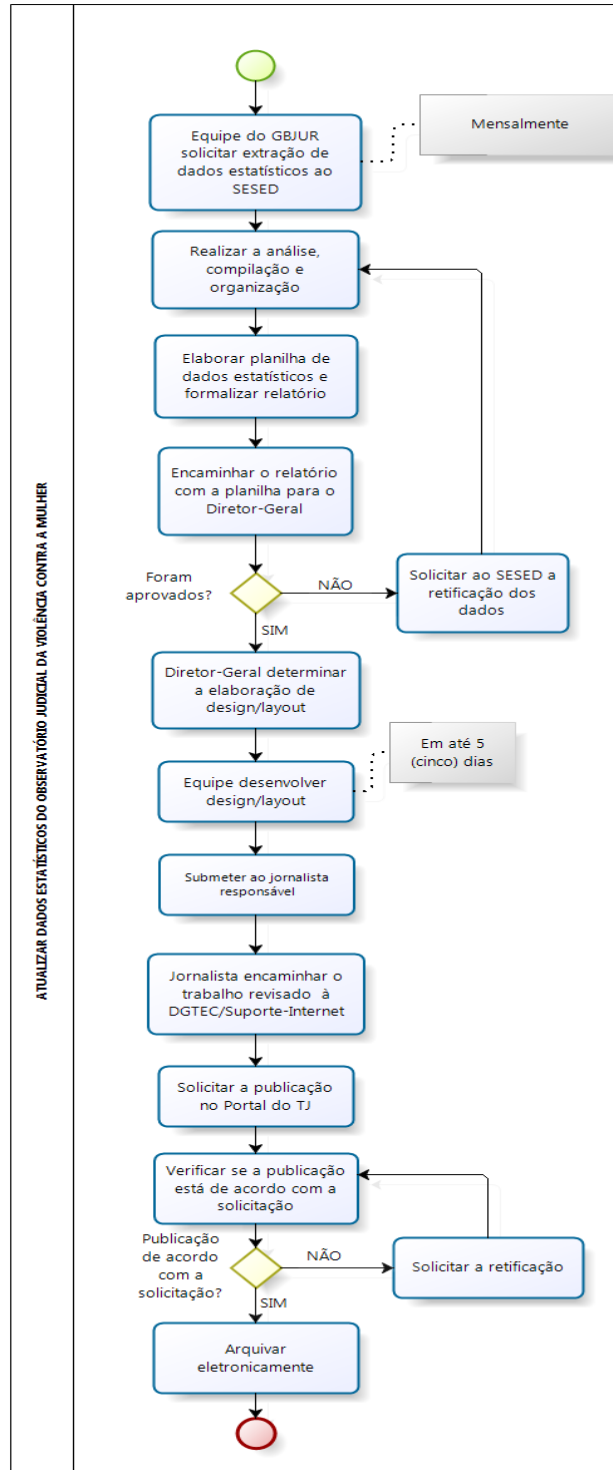 ATUALIZAR DADOS ESTATÍSTICOS DO OBSERVATÓRIO JUDICIAL DA VIOLÊNCIA CONTRA A MULHER
Equipe do GBJUR
solicitar extração de
dados estatísticos ao
SESED
Mensalmente
Realizar a análise,
compilação e
organização
Elaborar planilha de
dados estatísticos e
formalizar relatório
Encaminhar o relatório
com a planilha para o
Diretor-Geral
Foram
aprovados?
NÃO
Solicitar ao SESED a
retificação dos
dados
SIM
Diretor-Geral determinar
a elaboração de
design/layout
Em até 5
(cinco) dias
Equipe desenvolver
design/layout
Submeter ao jornalista
responsável
Jornalista encaminhar o
trabalho revisado à
DGTEC/Suporte-Internet
Solicitar a publicação
no Portal do TJ
Verificar se a publicação
está de acordo com a
solicitação
Publicação
de acordo
com a
solicitação?
NÃO
Solicitar a retificação
SIM
Arquivar
eletronicamente